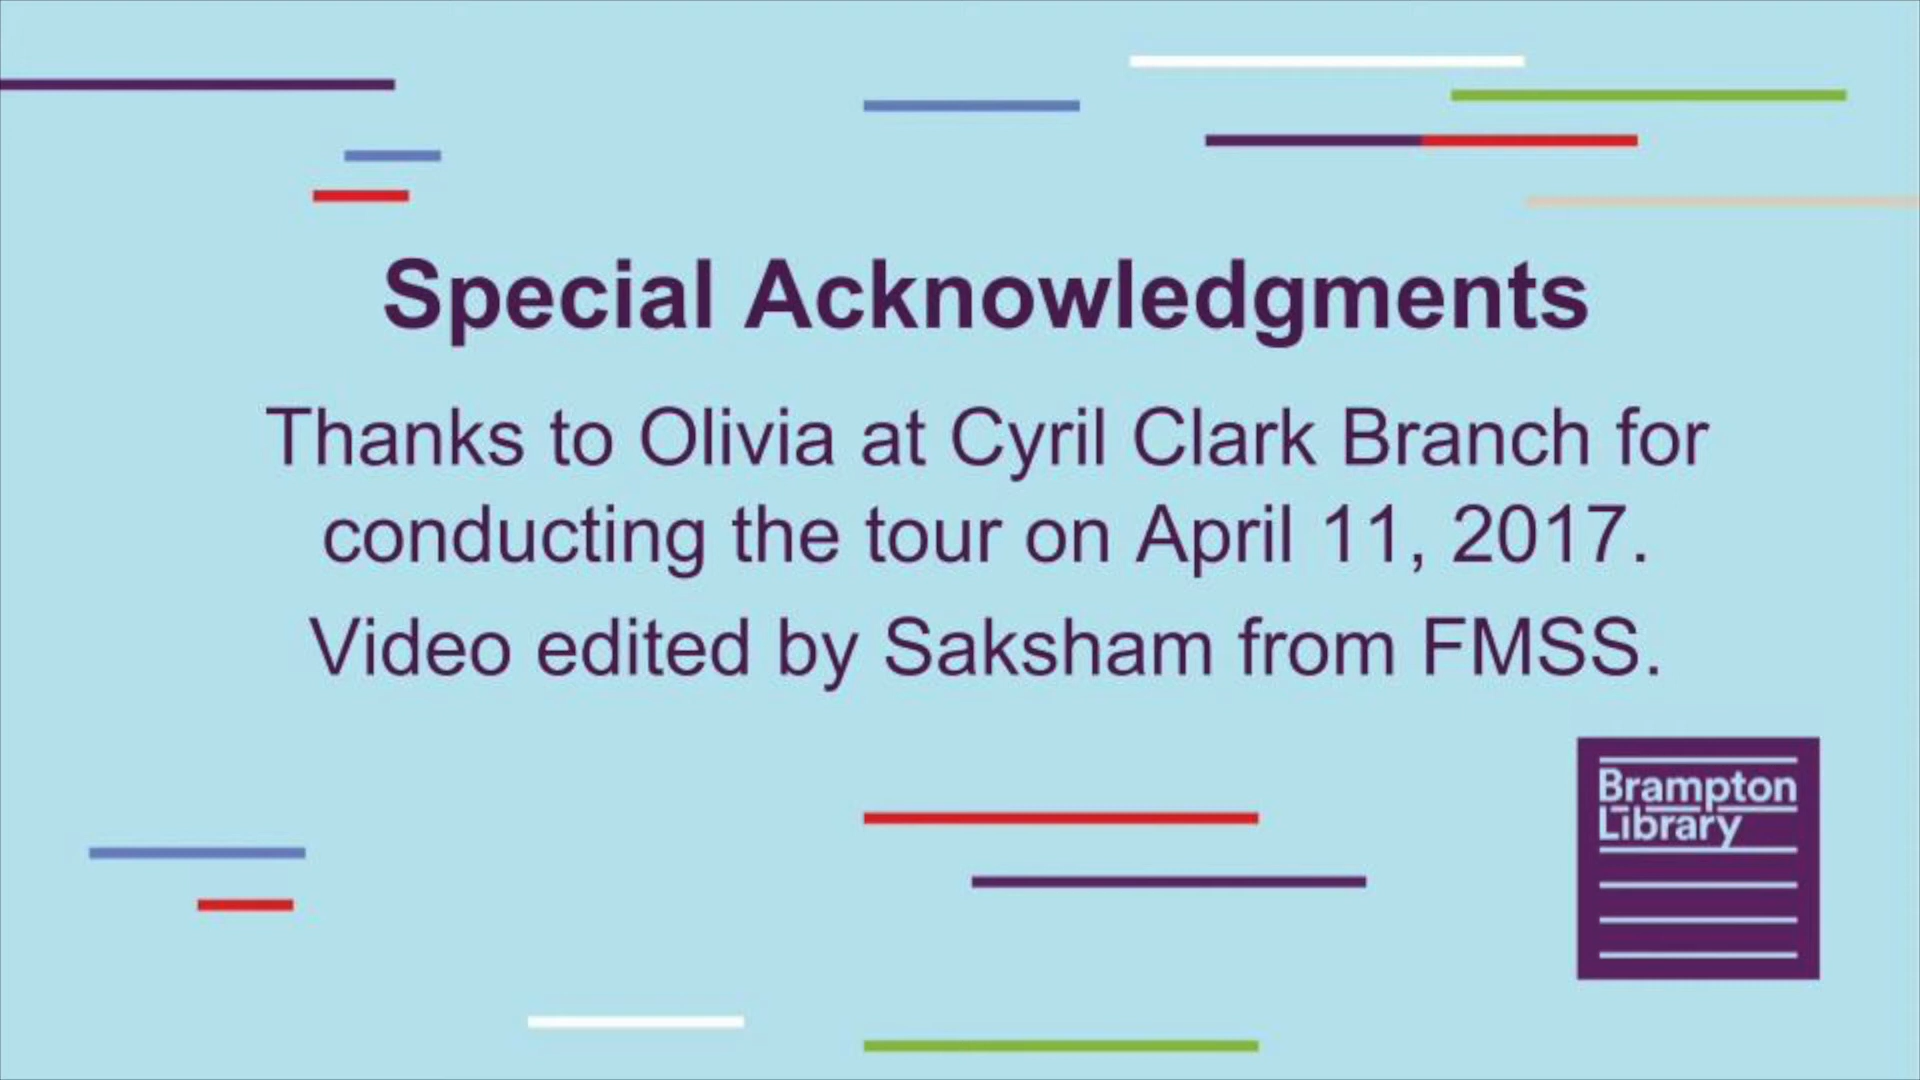 Special Acknowledgments
Thanks to Olivia at Cyril Clark Branch for
conducting the tour on April 11, 2017.
Video edited by Saksham from FMSS.
Brampton
Library